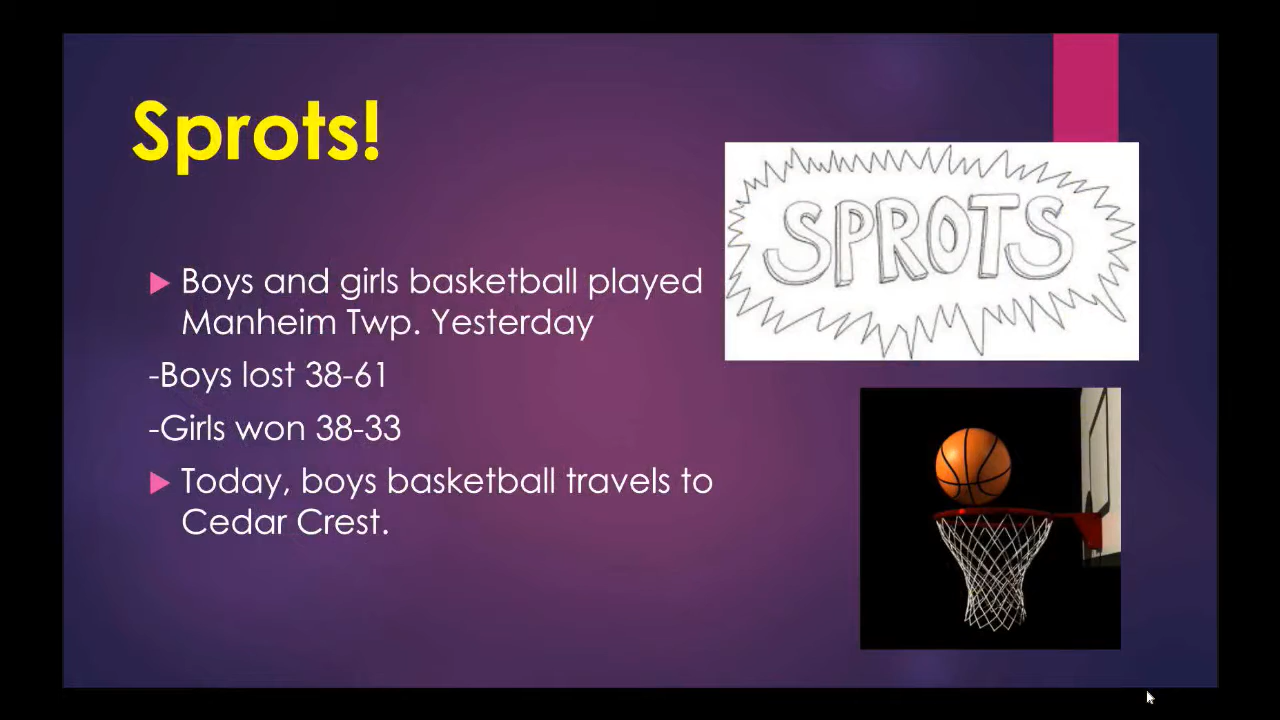 Sprots!
SPROTS
Boys and girls basketball played
Manheim Twp. Yesterday
-Boys lost 38-61
-Girls won 38-33
Today, boys basketball travels to
Cedar Crest.